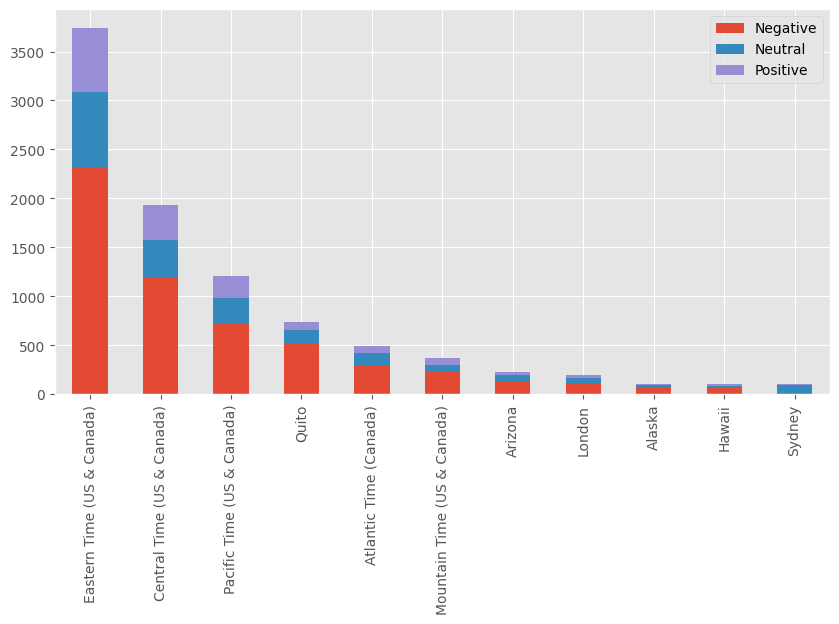 3500
3000
2500
2000
1500
1000
500
0
Negative
Neutral
Positive
Eastern Time (US & Canada)
Central Time (US & Canada)
Pacific Time (US & Canada)
Quito
Atlantic Time (Canada)
Mountain Time (US & Canada)
Arizona
London
Alaska
Hawaii
Sydney